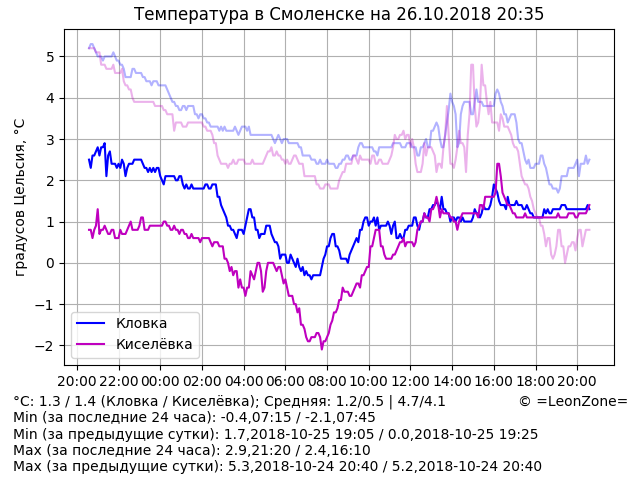 Температура в Смоленске на 26.10.2018 20:35
градусов Цельсия, °C
5
4
3
2
1
0
−1
−2
Кловка
Киселёвка
20:00 22:00 00:00 02:00 04:00 06:00 08:00 10:00 12:00 14:00 16:00 18:00 20:00
°C: 1.3 / 1.4 (Кловка / Киселёвка); Средняя: 1.2/0.5 | 4.7/4.1 © =LeonZone=
Min (за последние 24 часа): -0.4,07:15 / -2.1,07:45
Min (за предыдущие сутки): 1.7,2018-10-25 19:05 / 0.0,2018-10-25 19:25
Max (за последние 24 часа): 2.9,21:20 / 2.4,16:10
Max (за предыдущие сутки): 5.3,2018-10-24 20:40 / 5.2,2018-10-24 20:40